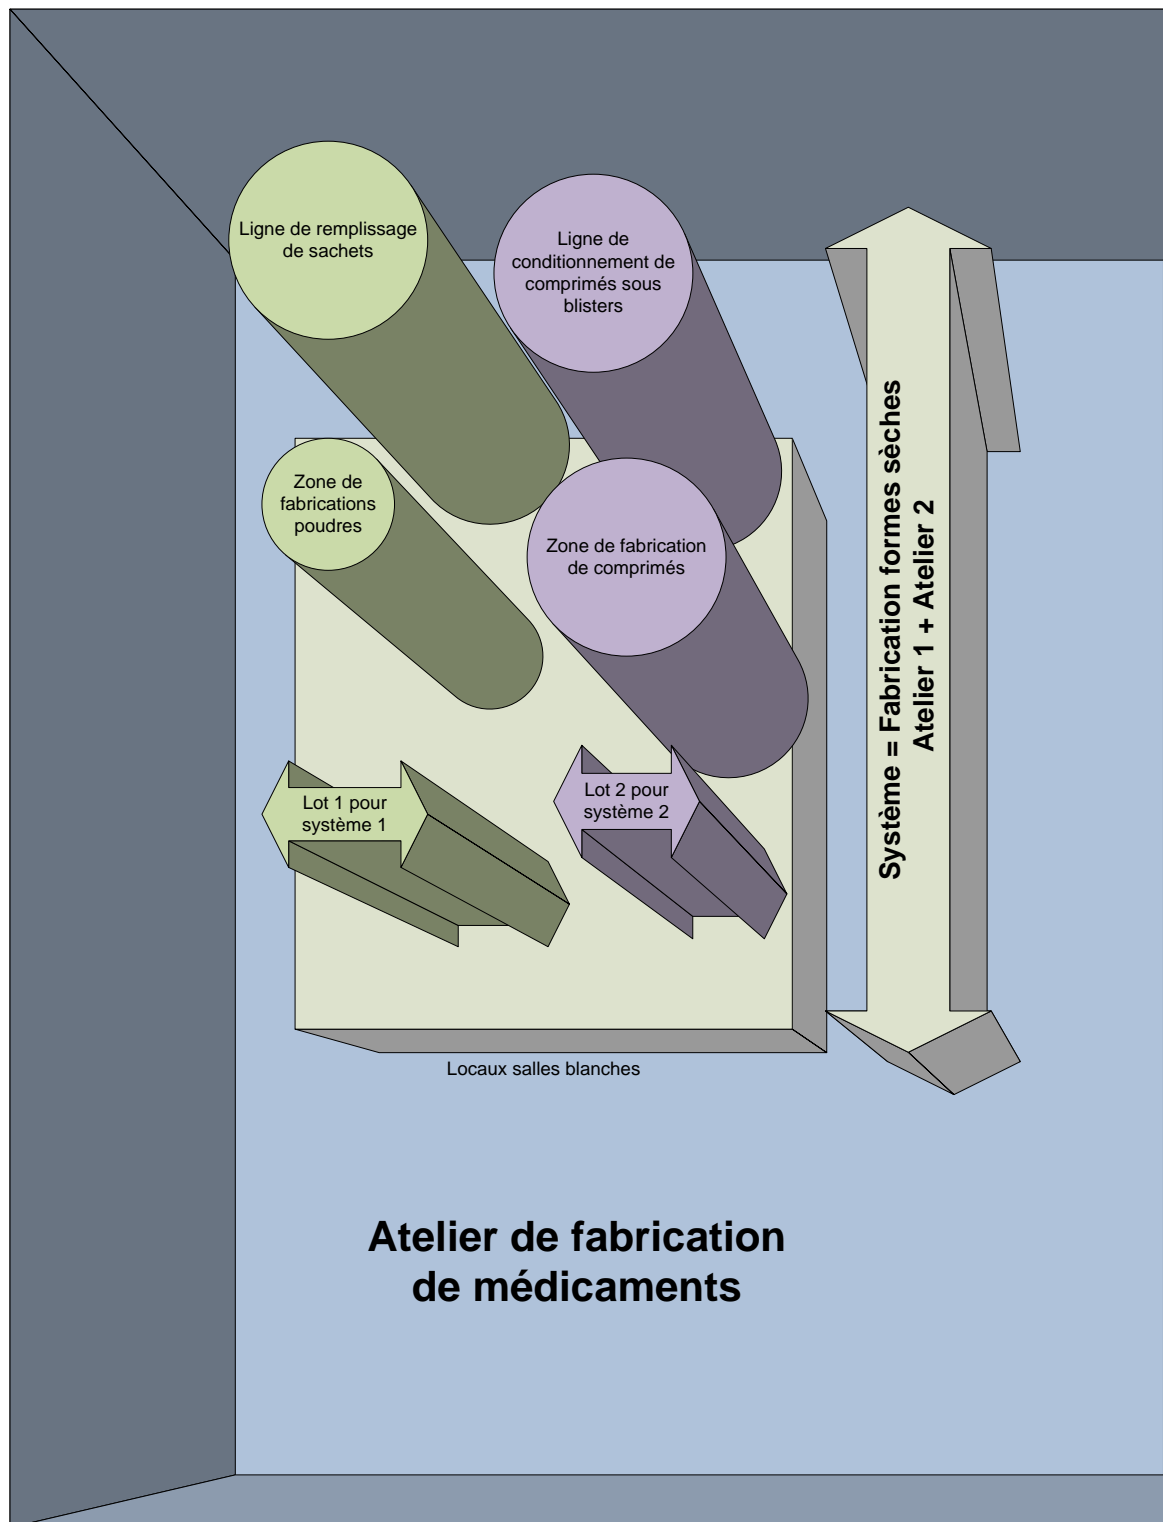 Ligne de remplissage
de sachets
Ligne de
conditionnement de
comprimés sous
blisters
Zone de
fabrications
poudres
Zone de fabrication
de comprimés
Lot 1 pour
système 1
Lot 2 pour
système 2
Système = Fabrication formes sèches
Atelier 1 + Atelier 2
Locaux salles blanches
Atelier de fabrication
de médicaments